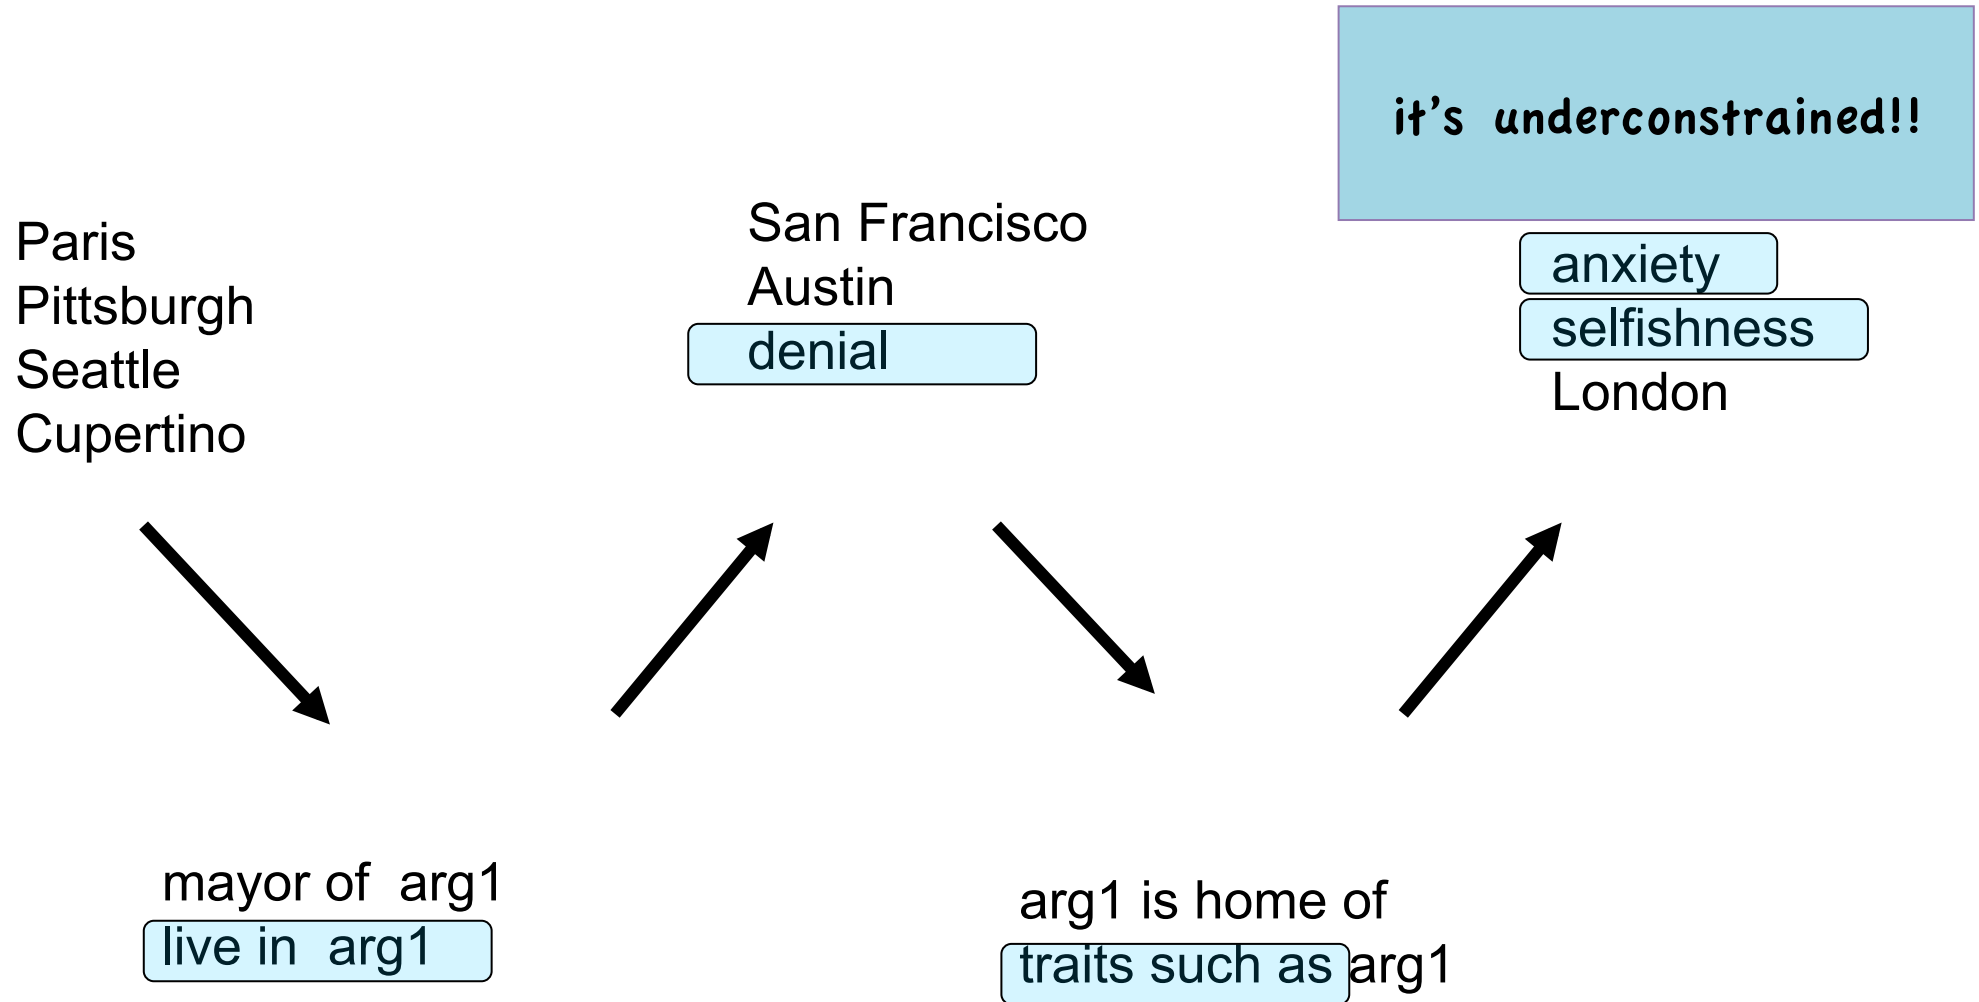 it's underconstrained!!
Paris
Pittsburgh
Seattle
Cupertino
San Francisco
Austin
denial
anxiety
selfishness
London
mayor of arg1
live in arg1
arg1 is home of
traits such as arg1